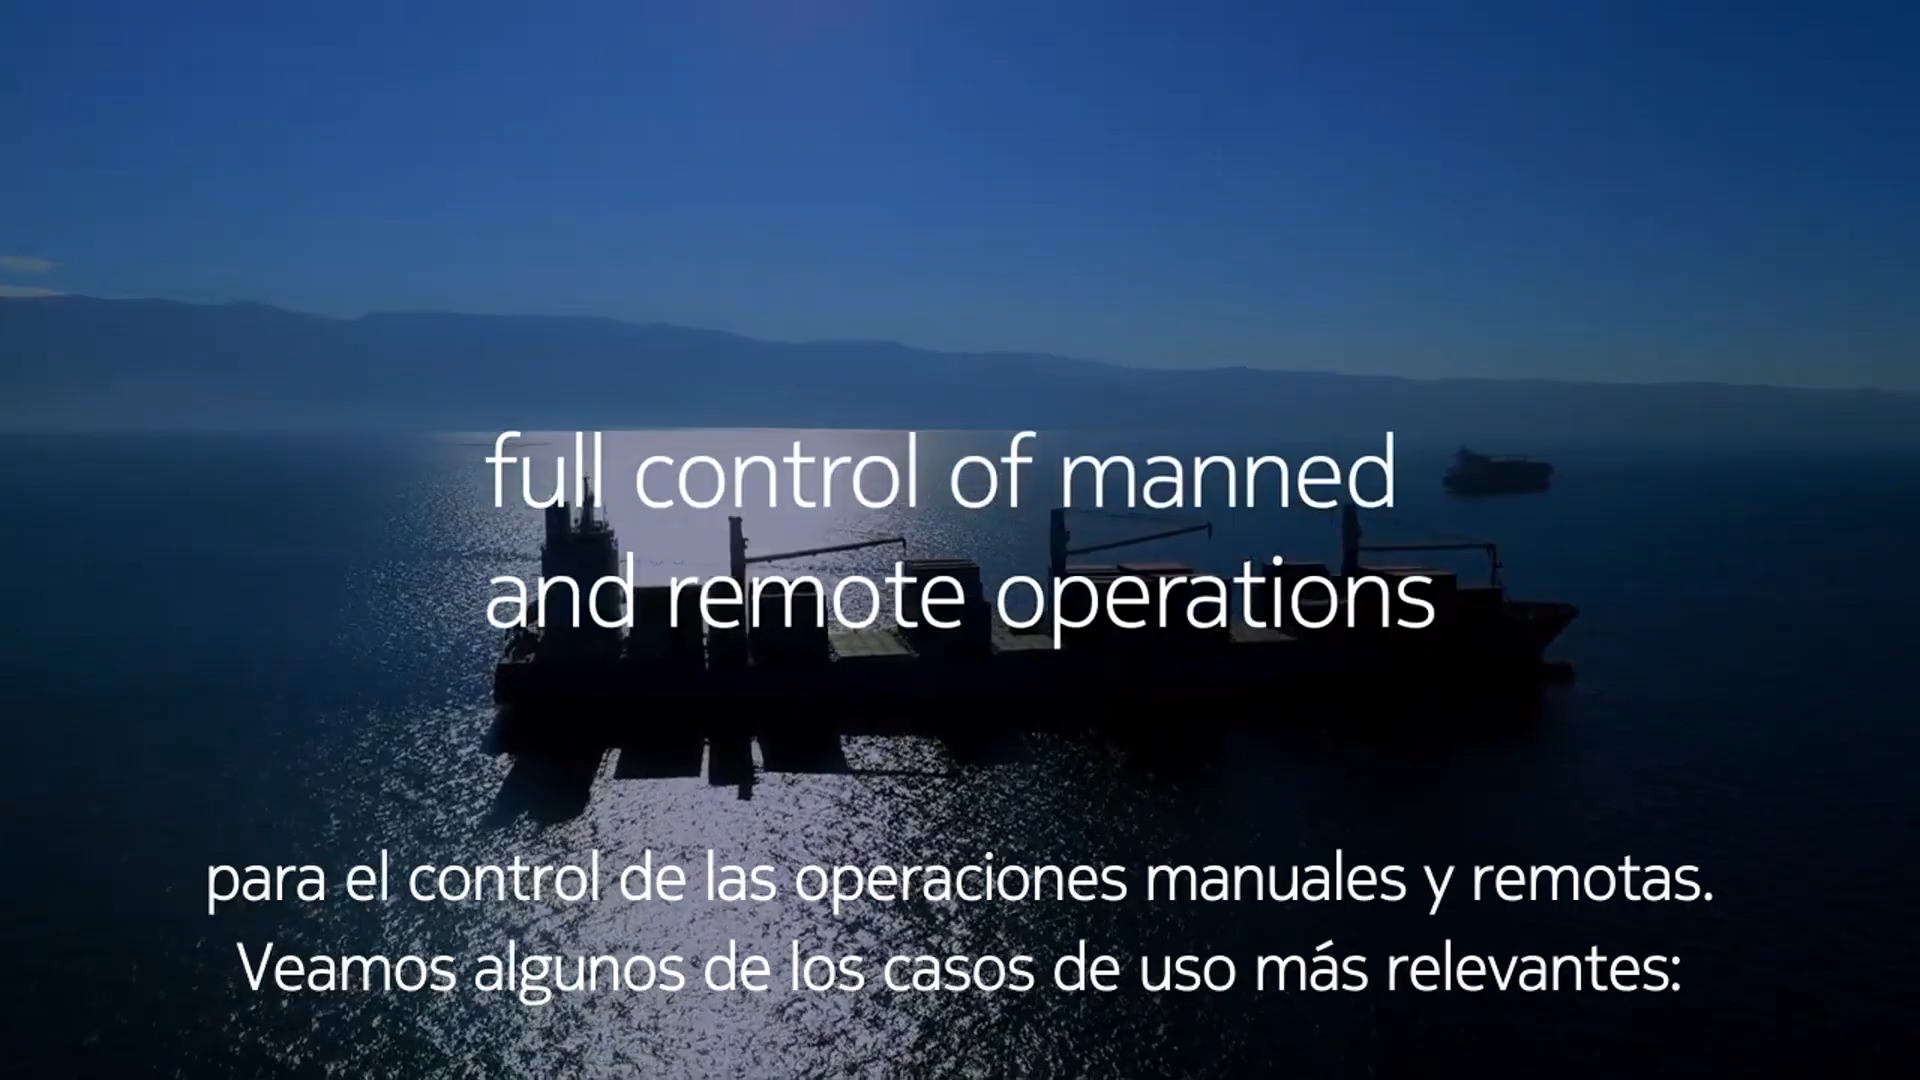 full control of manned
and remote operations
para el control de las operaciones manuales y remotas.
Veamos algunos de los casos de uso más relevantes: